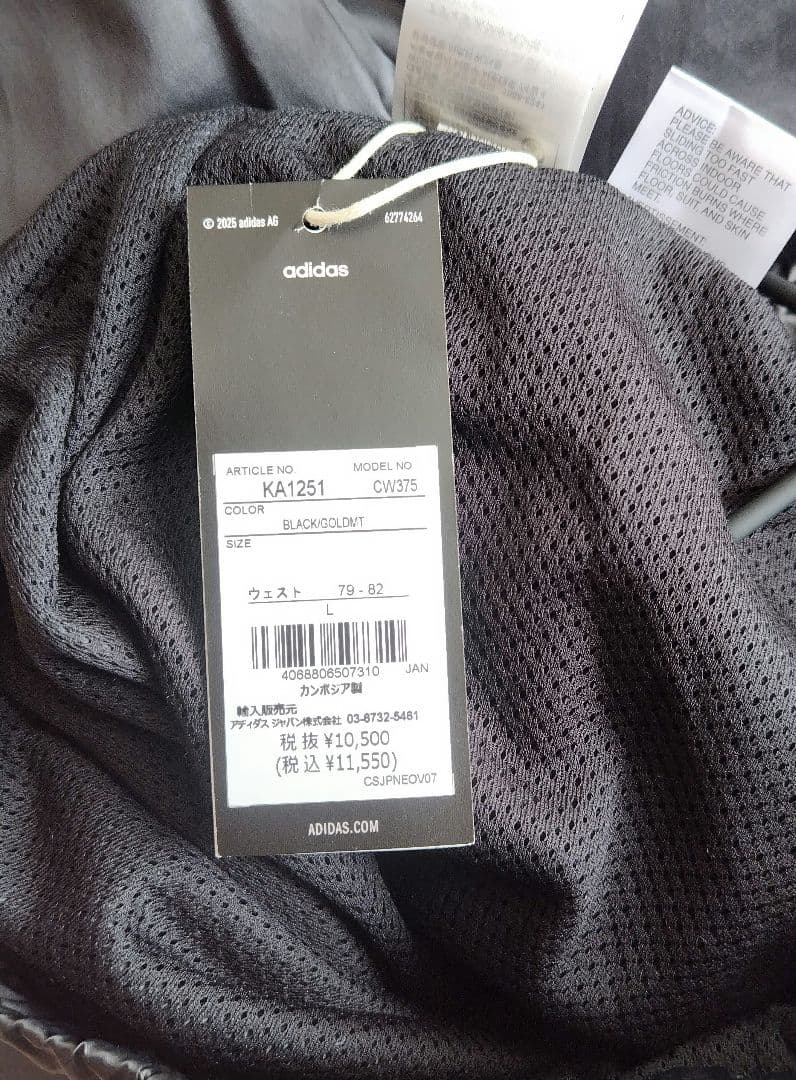 ADVICE:
PLEASE BE AWARE THAT
SLIDING TOO FAST
ACROSS INDOOR
FLOORS COULD CAUSE
FRICTION BURNS WHERE
FLOOR SUIT AND SKIN
MEET.
© 2025 adidas AG 62774264
adidas
ARTICLE NO. MODEL NO
KA1251 CW375
COLOR
BLACK/GOLDMT
SIZE
ウェスト 79 - 82
L
4068806507310 JAN
カンボジア製
輸入販売元
アディダス ジャパン株式会社 03-6732-5461
税 抜 ¥10,500
(税 込 ¥11,550)
CSJPNEOV07
ADIDAS.COM